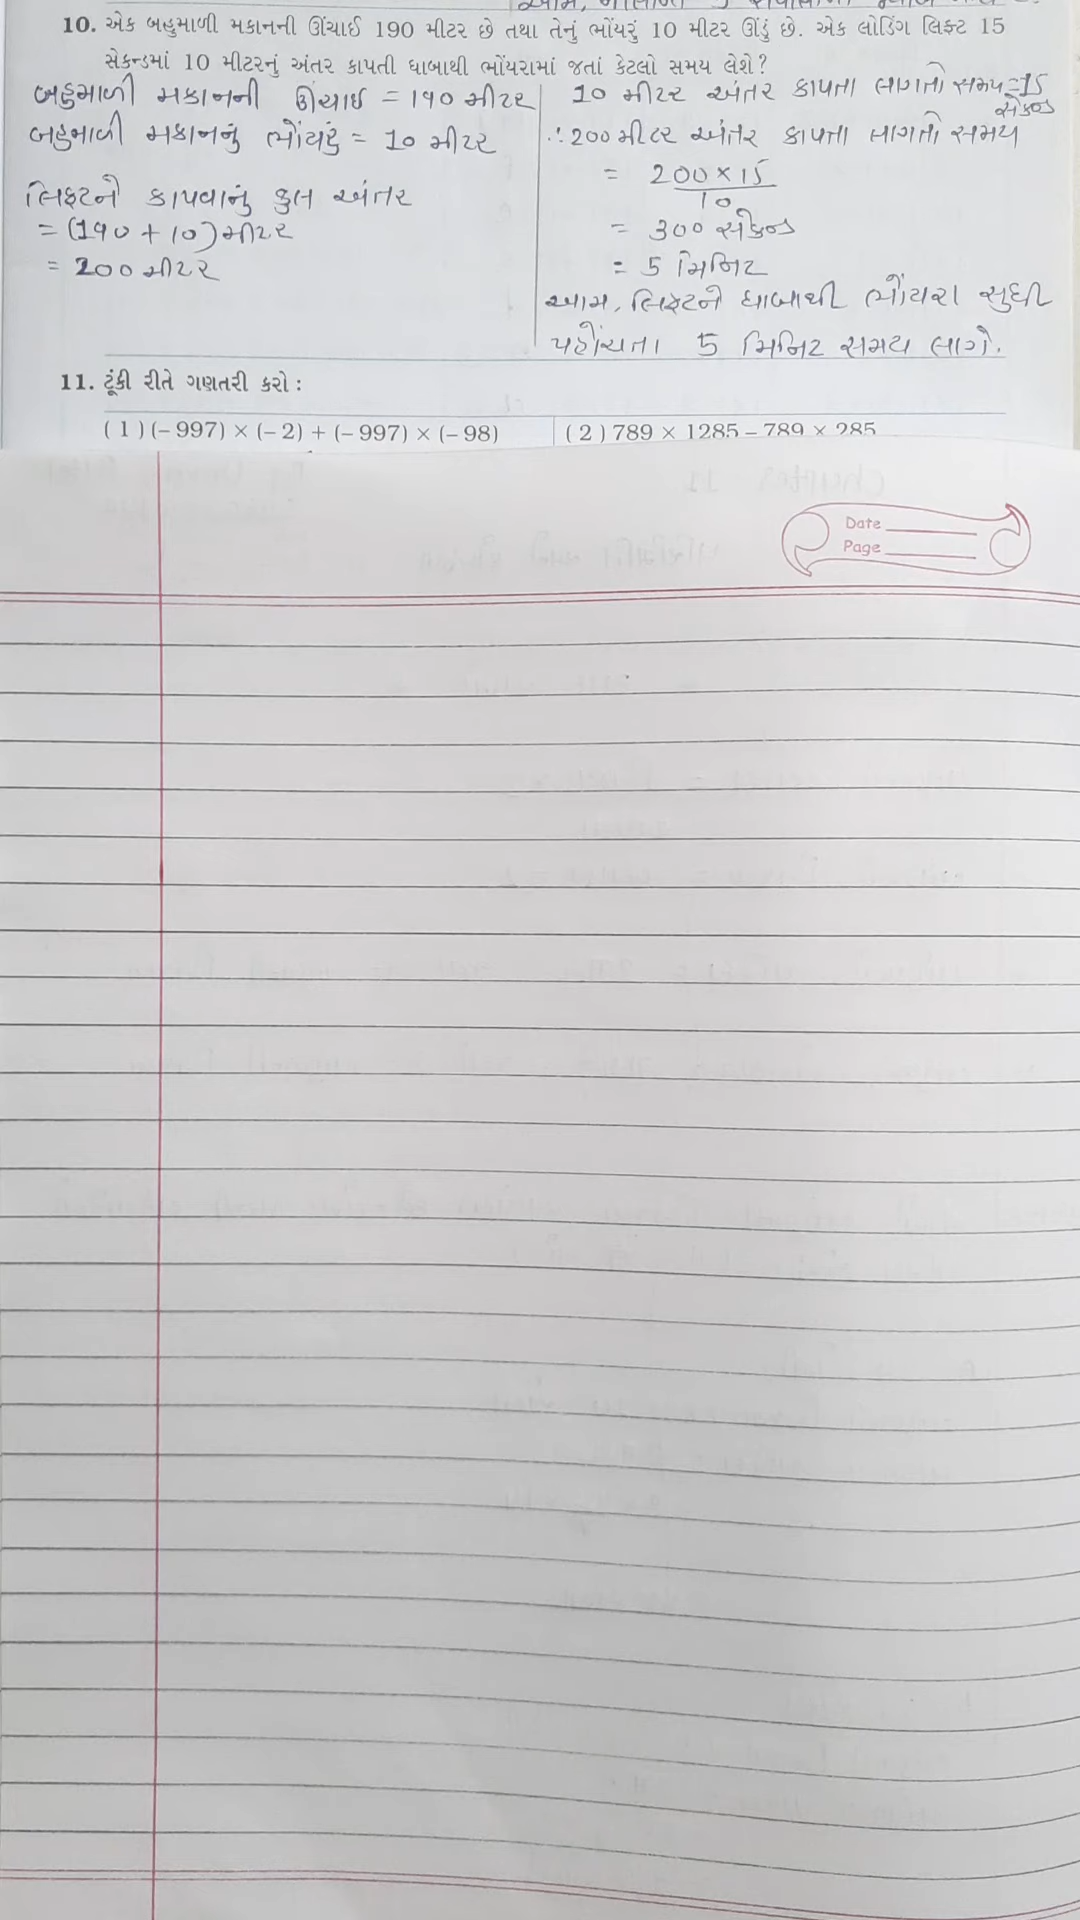 10. એક બહુમાળી મકાનની ઊંચાઈ 190 મીટર છે તથા તેનું ભોંયરું 10 મીટર ઊંડું છે. એક લોડિંગ લિફ્ટ 15
સેકન્ડમાં 10 મીટરનું અંતર કાપતી ધાબાથી ભોંયરામાં જતાં કેટલો સમય લેશે?
બહુમાળી મકાનની ઊંચાઈ = ૧૯૦ મીટર
બહુમાળી મકાનનું ભોંયરું = 10 મીટર
લિફ્ટને કાપવાનું કુલ અંતર
= (190 + 10) મીટર
= 200 મીટર
10 મીટર અંતર કાપતા લાગતો સમય = 15
સેકન્ડ
∴ 200 મીટર અંતર કાપતા લાગતો સમય
= 200 × 15
10
= 300 સેકન્ડ
= 5 મિનિટ
આમ, લિફ્ટને ધાબાથી ભોંયરા સુધી
પહોંચતા 5 મિનિટ સમય લાગે.
11. ટૂંકી રીતે ગણતરી કરો :
( 1 ) (– 997) × (– 2) + (– 997) × (– 98)
( 2 ) 789 × 1285 – 789 × 285
Date
Page